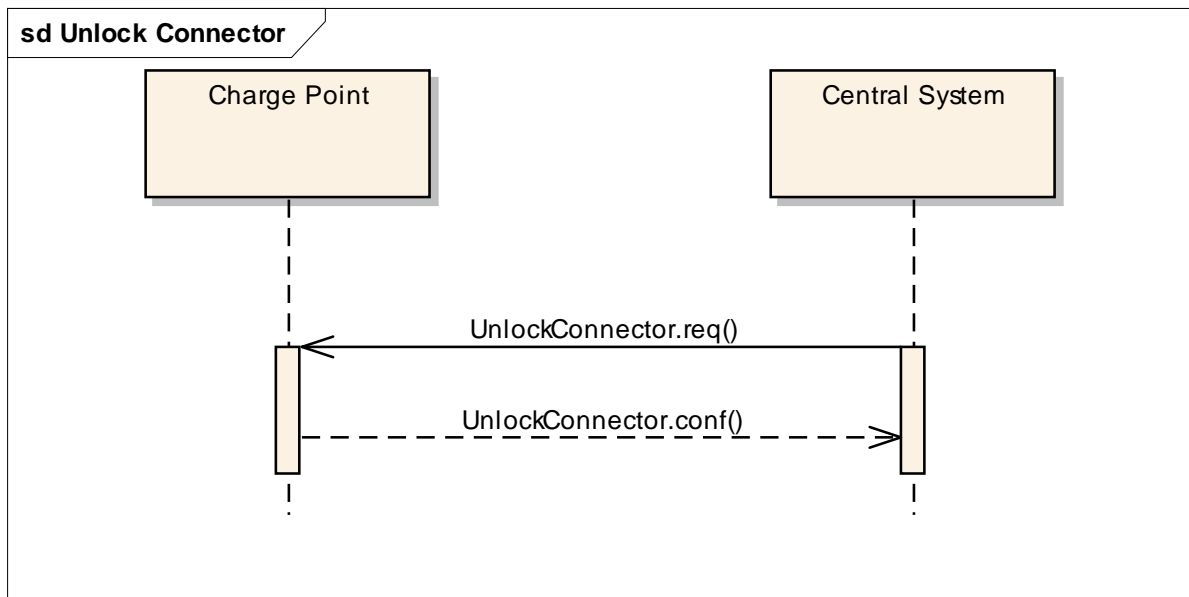 sd Unlock Connector
Charge Point
Central System
UnlockConnector.req()
UnlockConnector.conf()